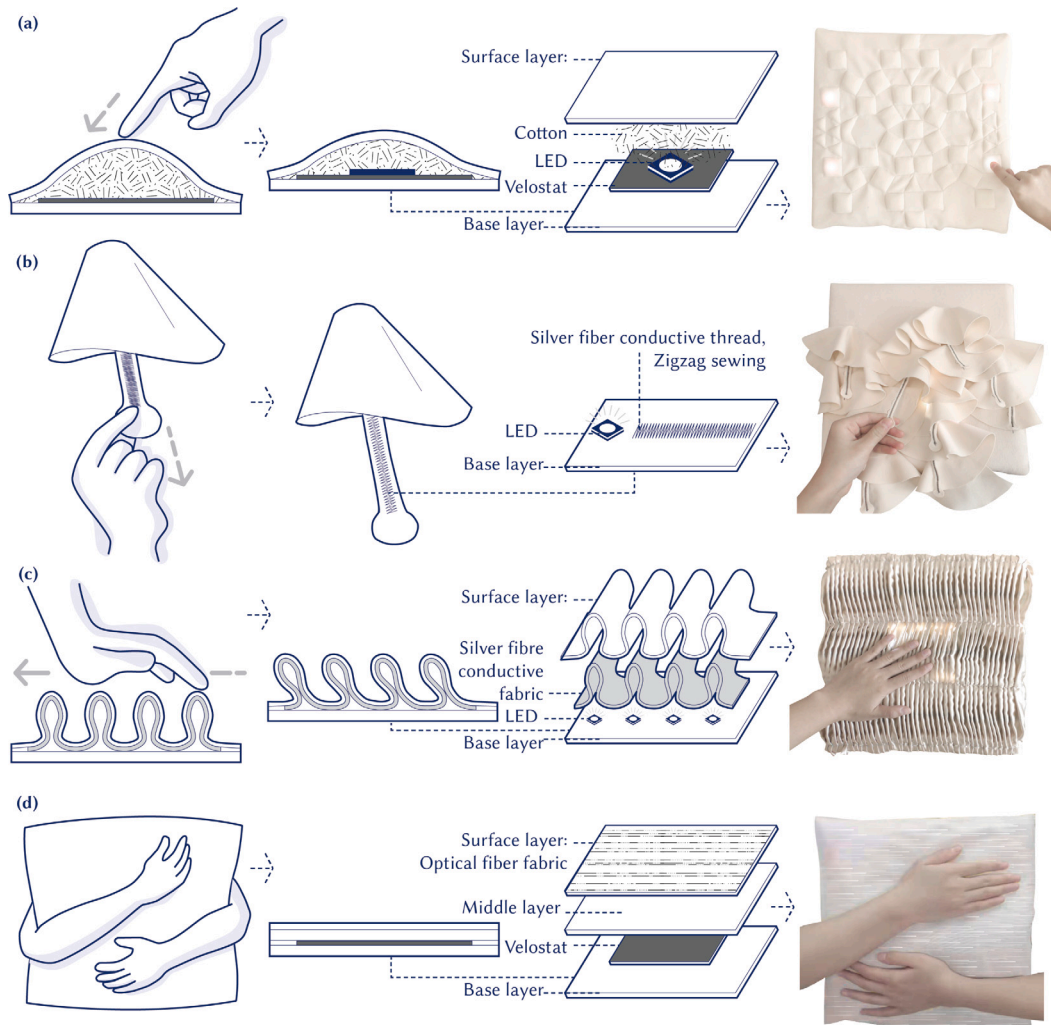 (a)
Surface layer:
Cotton
LED
Velostat
Base layer
(b)
Silver fiber conductive thread,
Zigzag sewing
LED
Base layer
(c)
Surface layer:
Silver fibre
conductive
fabric
LED
Base layer
(d)
Surface layer:
Optical fiber fabric
Middle layer
Velostat
Base layer